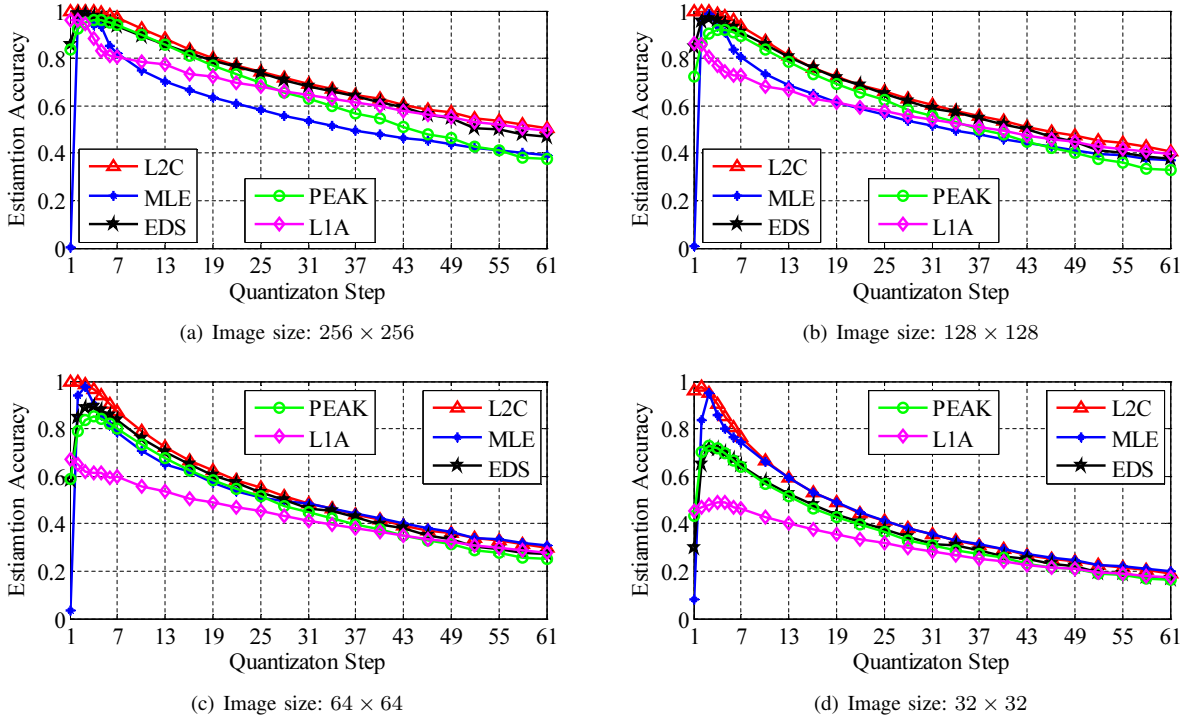 Estiamtion Accuracy
1
0.8
0.6
0.4
0.2
0
L2C
MLE
EDS
PEAK
L1A
1 7 13 19 25 31 37 43 49 55 61
Quantizaton Step
(a) Image size: 256 × 256
Estiamtion Accuracy
1
0.8
0.6
0.4
0.2
0
L2C
MLE
EDS
PEAK
L1A
1 7 13 19 25 31 37 43 49 55 61
Quantizaton Step
(b) Image size: 128 × 128
Estiamtion Accuracy
1
0.8
0.6
0.4
0.2
0
PEAK
L1A
L2C
MLE
EDS
1 7 13 19 25 31 37 43 49 55 61
Quantizaton Step
(c) Image size: 64 × 64
Estiamtion Accuracy
1
0.8
0.6
0.4
0.2
0
PEAK
L1A
L2C
MLE
EDS
1 7 13 19 25 31 37 43 49 55 61
Quantizaton Step
(d) Image size: 32 × 32